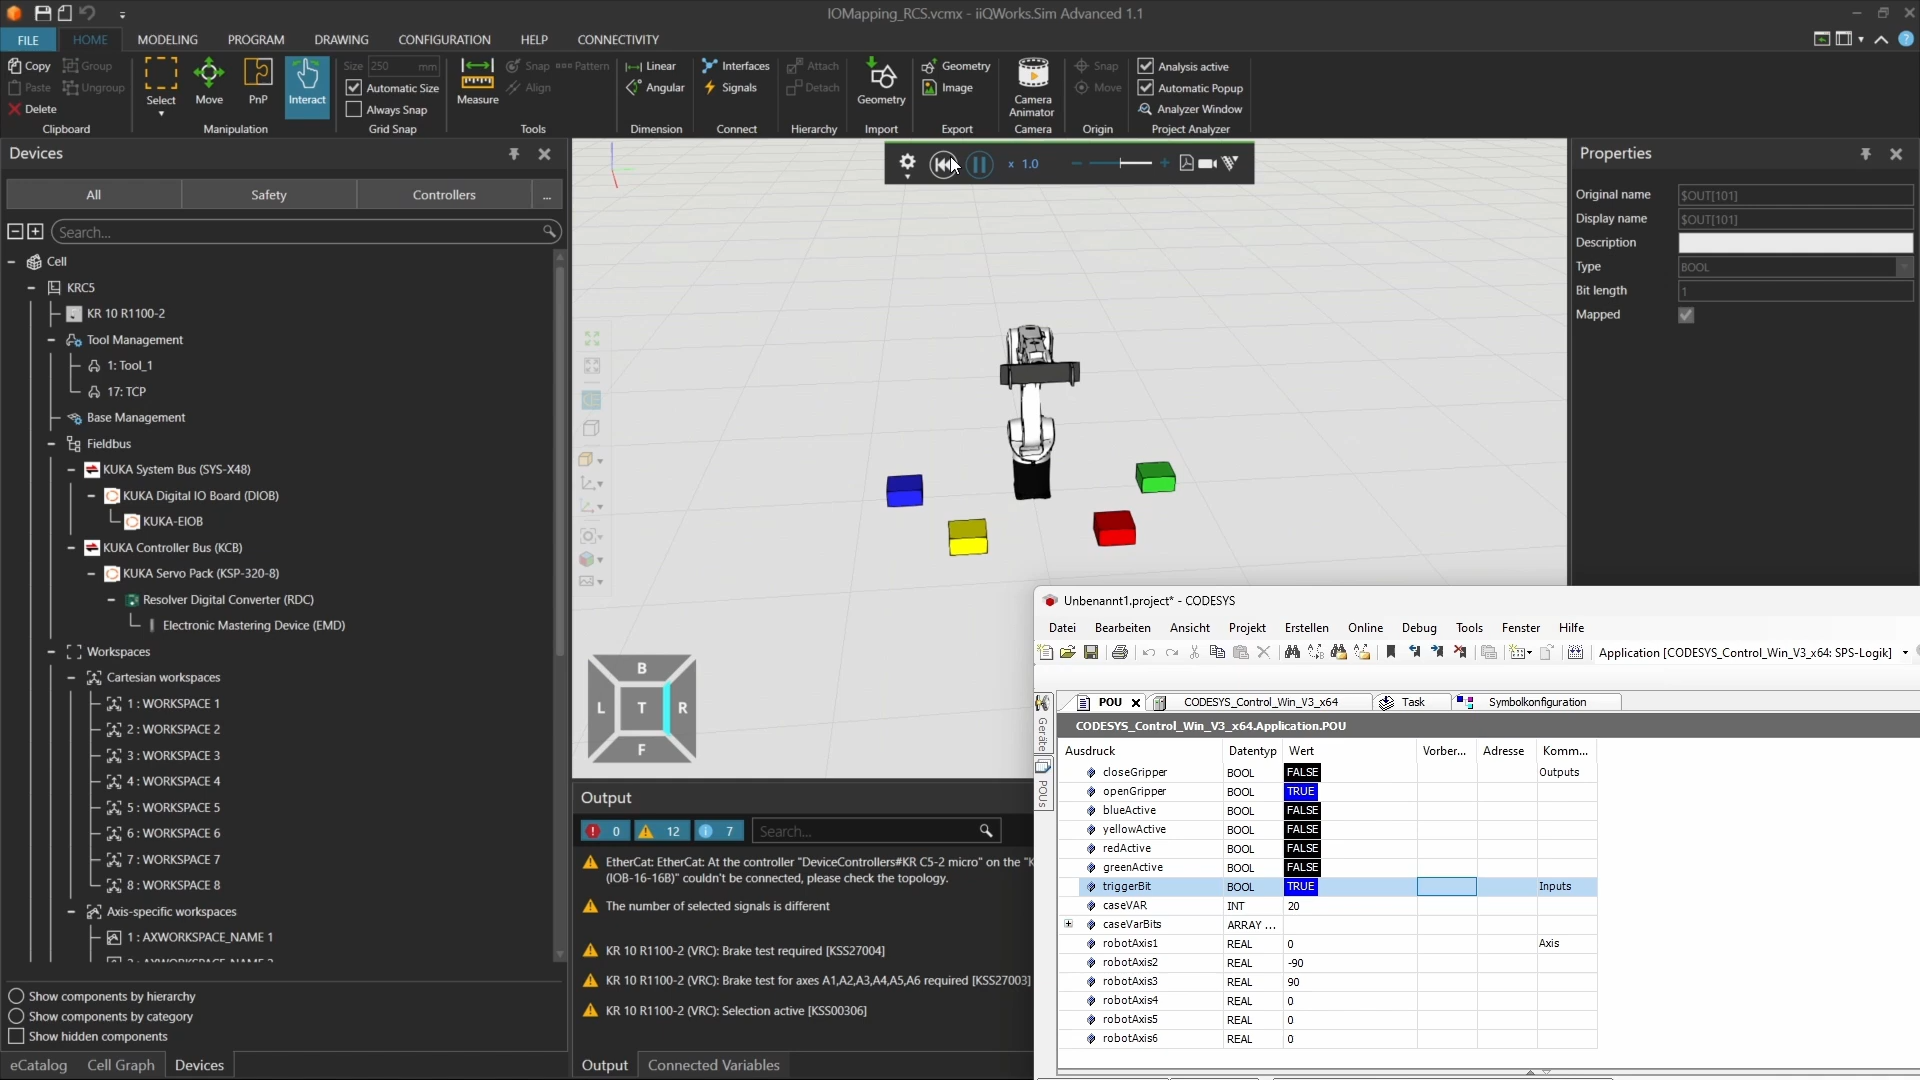 IOMapping_RCS.vcmx - iiQWorks.Sim Advanced 1.1
FILE HOME MODELING PROGRAM DRAWING CONFIGURATION HELP CONNECTIVITY
Copy Group Size 250 mm Snap Pattern Linear Interfaces Attach Geometry Snap Analysis active
Paste Ungroup Select Move PnP Interact Automatic Size Measure Align Angular Signals Detach Geometry Image Camera Animator Move Automatic Popup
Delete Always Snap Analyzer Window
Clipboard Manipulation Grid Snap Tools Dimension Connect Hierarchy Import Export Camera Origin Project Analyzer
Devices
All Safety Controllers ...
Search...
Cell
KRC5
KR 10 R1100-2
Tool Management
1: Tool_1
17: TCP
Base Management
Fieldbus
KUKA System Bus (SYS-X48)
KUKA Digital IO Board (DIOB)
KUKA-EIOB
KUKA Controller Bus (KCB)
KUKA Servo Pack (KSP-320-8)
Resolver Digital Converter (RDC)
Electronic Mastering Device (EMD)
Workspaces
Cartesian workspaces
1 : WORKSPACE 1
2 : WORKSPACE 2
3 : WORKSPACE 3
4 : WORKSPACE 4
5 : WORKSPACE 5
6 : WORKSPACE 6
7 : WORKSPACE 7
8 : WORKSPACE 8
Axis-specific workspaces
1 : AXWORKSPACE_NAME 1
Show components by hierarchy
Show components by category
Show hidden components
eCatalog Cell Graph Devices
x 1.0
B
L T R
F
Properties
Original name $OUT[101]
Display name $OUT[101]
Description
Type BOOL
Bit length 1
Mapped
Output
0 12 7 Search...
EtherCat: EtherCat: At the controller "DeviceControllers#KR C5-2 micro" on the "K
(IOB-16-16B)" couldn't be connected, please check the topology.
The number of selected signals is different
KR 10 R1100-2 (VRC): Brake test required [KSS27004]
KR 10 R1100-2 (VRC): Brake test for axes A1,A2,A3,A4,A5,A6 required [KSS27003]
KR 10 R1100-2 (VRC): Selection active [KSS00306]
Output Connected Variables
Unbenannt1.project* - CODESYS
Datei Bearbeiten Ansicht Projekt Erstellen Online Debug Tools Fenster Hilfe
Application [CODESYS_Control_Win_V3_x64: SPS-Logik]
Geräte
POUs
POU CODESYS_Control_Win_V3_x64 Task Symbolkonfiguration
CODESYS_Control_Win_V3_x64.Application.POU
Ausdruck Datentyp Wert Vorber... Adresse Komm...
closeGripper BOOL FALSE Outputs
openGripper BOOL TRUE
blueActive BOOL FALSE
yellowActive BOOL FALSE
redActive BOOL FALSE
greenActive BOOL FALSE
triggerBit BOOL TRUE Inputs
caseVAR INT 20
caseVarBits ARRAY ...
robotAxis1 REAL 0 Axis
robotAxis2 REAL -90
robotAxis3 REAL 90
robotAxis4 REAL 0
robotAxis5 REAL 0
robotAxis6 REAL 0